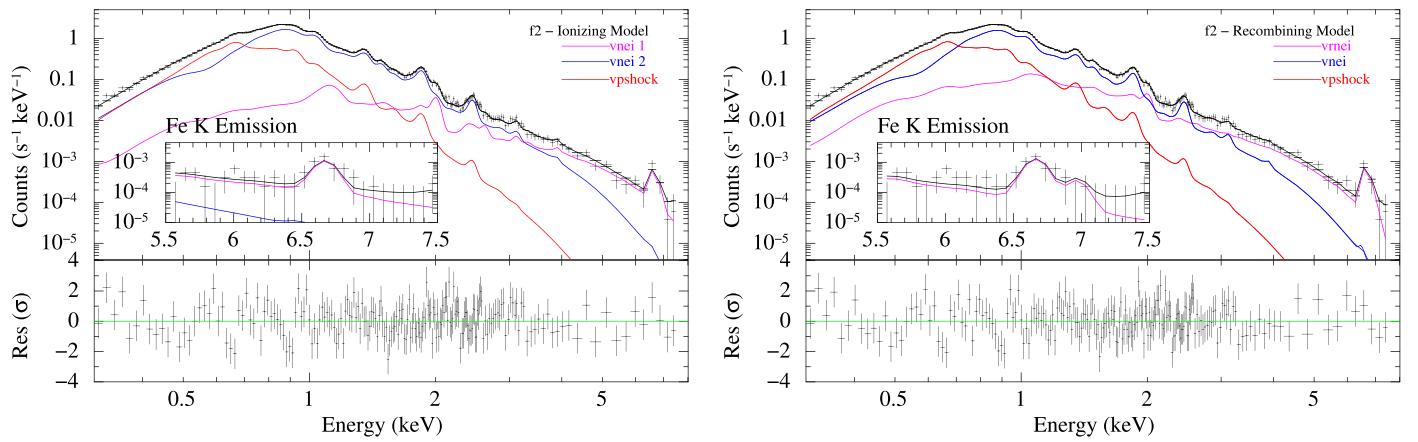 f2 – Ionizing Model
vnei 1
vnei 2
vpshock
Counts (s⁻¹ keV⁻¹)
1
0.1
0.01
10⁻³
10⁻⁴
10⁻⁵
Fe K Emission
10⁻³
10⁻⁴
10⁻⁵
5.5 6 6.5 7 7.5
Res (σ)
4
2
0
−2
−4
0.5 1 2 5
Energy (keV)
f2 – Recombining Model
vrnei
vnei
vpshock
Counts (s⁻¹ keV⁻¹)
1
0.1
0.01
10⁻³
10⁻⁴
10⁻⁵
Fe K Emission
10⁻³
10⁻⁴
10⁻⁵
5.5 6 6.5 7 7.5
Res (σ)
4
2
0
−2
−4
0.5 1 2 5
Energy (keV)